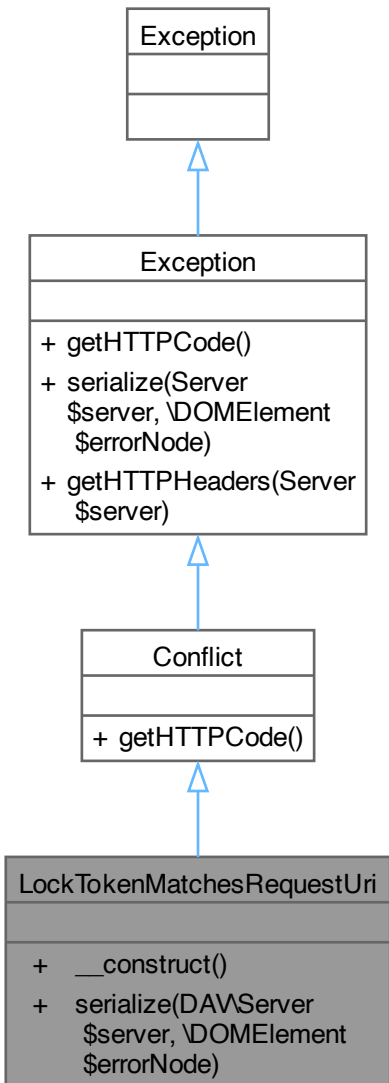 Exception
Exception
+ getHTTPCode()
+ serialize(Server
$server, \DOMElement
$errorNode)
+ getHTTPHeaders(Server
$server)
Conflict
+ getHTTPCode()
LockTokenMatchesRequestUri
+ __construct()
+ serialize(DAV\Server
$server, \DOMElement
$errorNode)